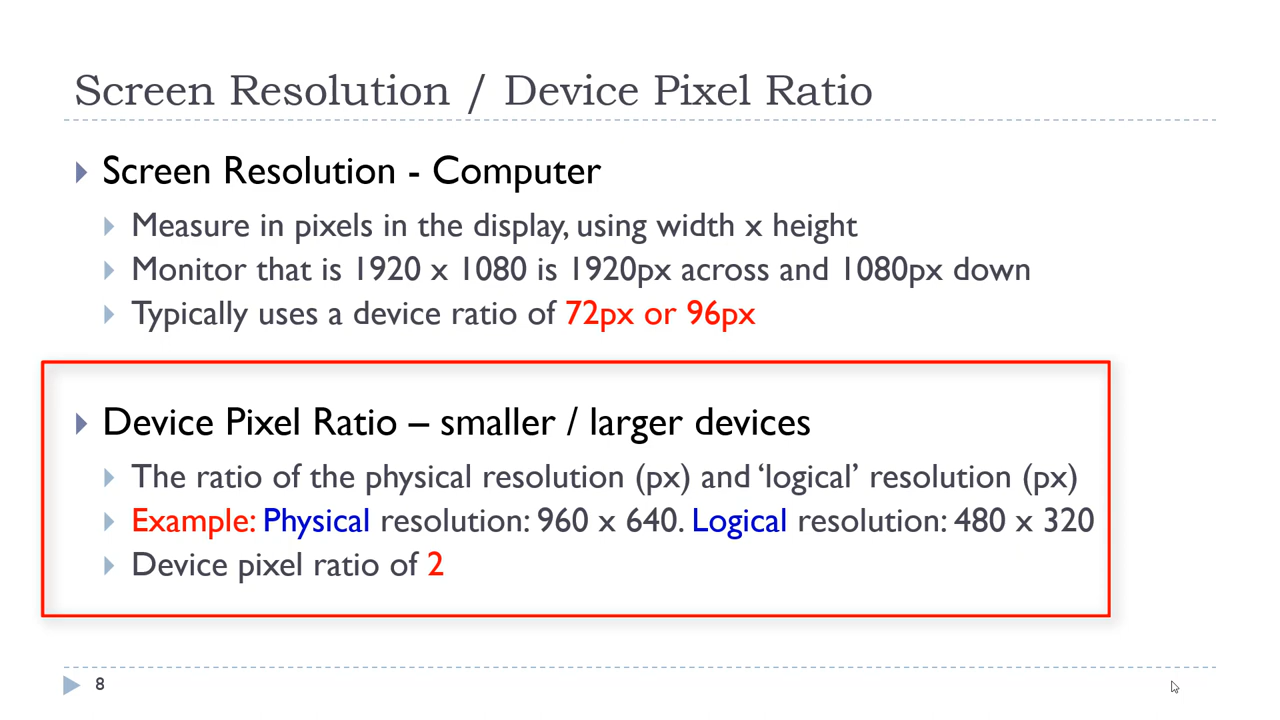 Screen Resolution / Device Pixel Ratio
Screen Resolution - Computer
Measure in pixels in the display, using width x height
Monitor that is 1920 x 1080 is 1920px across and 1080px down
Typically uses a device ratio of 72px or 96px
Device Pixel Ratio – smaller / larger devices
The ratio of the physical resolution (px) and ‘logical’ resolution (px)
Example: Physical resolution: 960 x 640. Logical resolution: 480 x 320
Device pixel ratio of 2
8